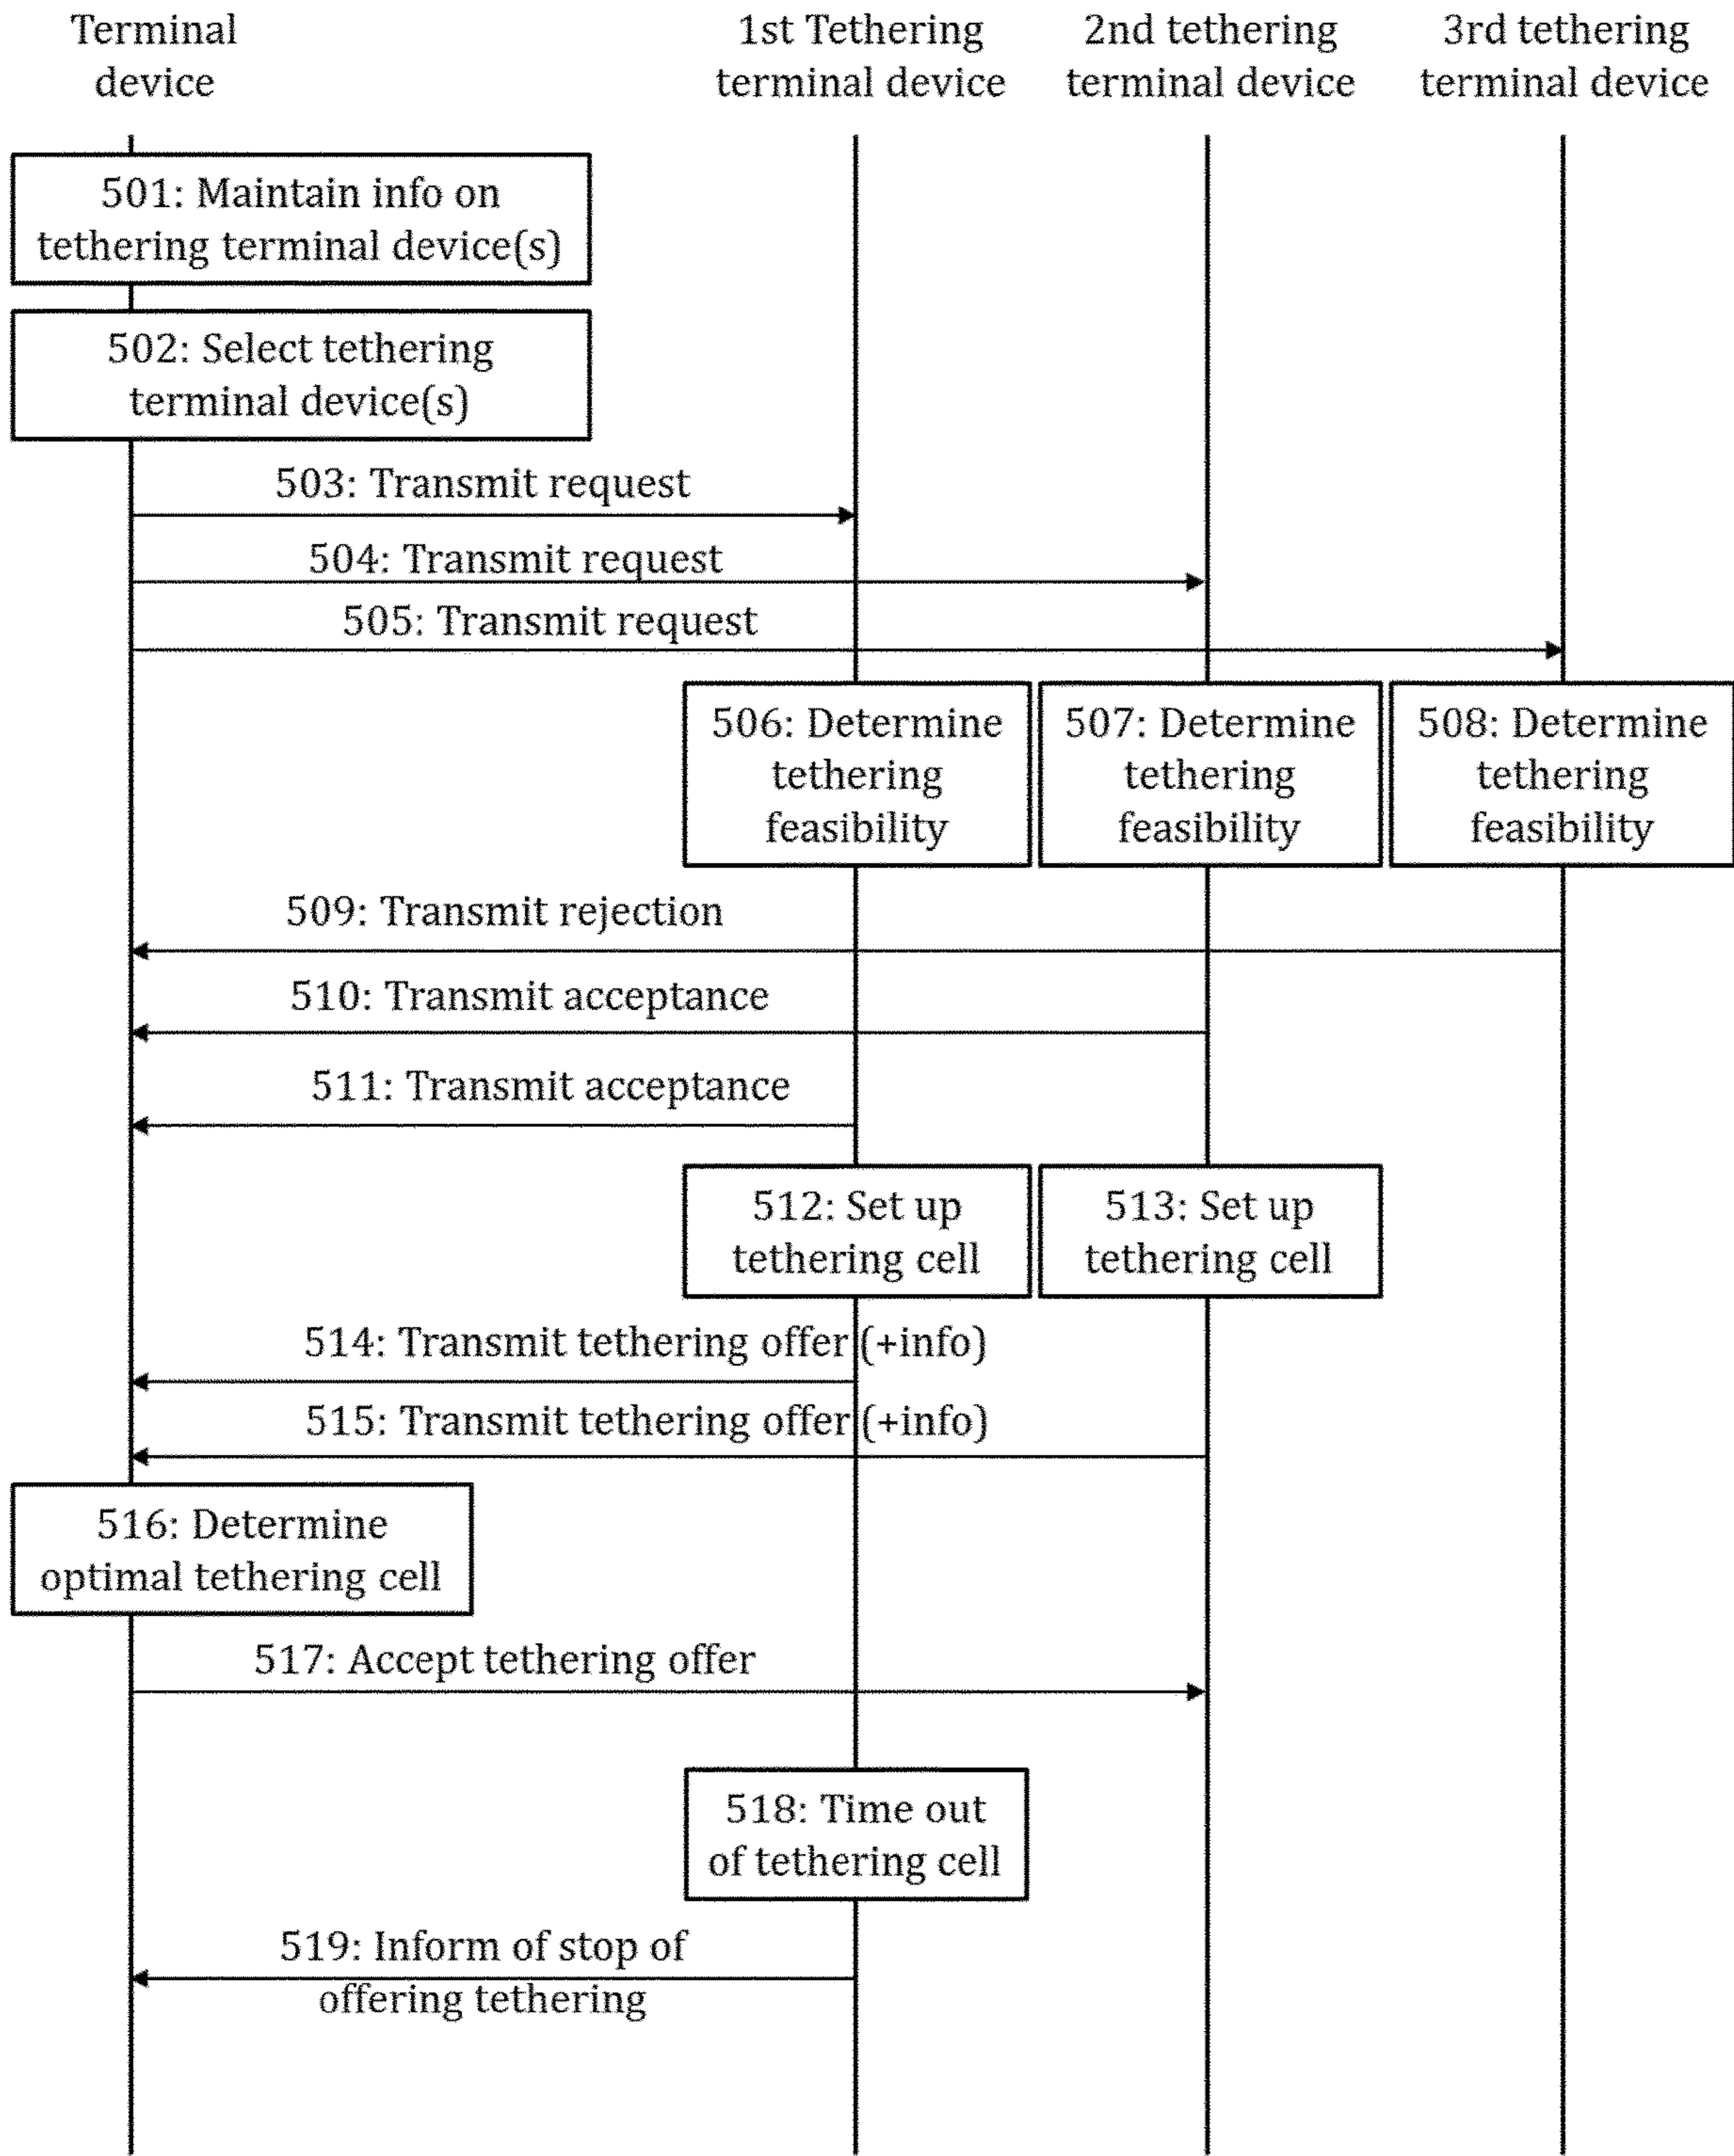 Terminal
device
1st Tethering
terminal device
2nd tethering
terminal device
3rd tethering
terminal device
501: Maintain info on
tethering terminal device(s)
502: Select tethering
terminal device(s)
503: Transmit request
504: Transmit request
505: Transmit request
506: Determine
tethering
feasibility
507: Determine
tethering
feasibility
508: Determine
tethering
feasibility
509: Transmit rejection
510: Transmit acceptance
511: Transmit acceptance
512: Set up
tethering cell
513: Set up
tethering cell
514: Transmit tethering offer (+info)
515: Transmit tethering offer (+info)
516: Determine
optimal tethering cell
517: Accept tethering offer
518: Time out
of tethering cell
519: Inform of stop of
offering tethering